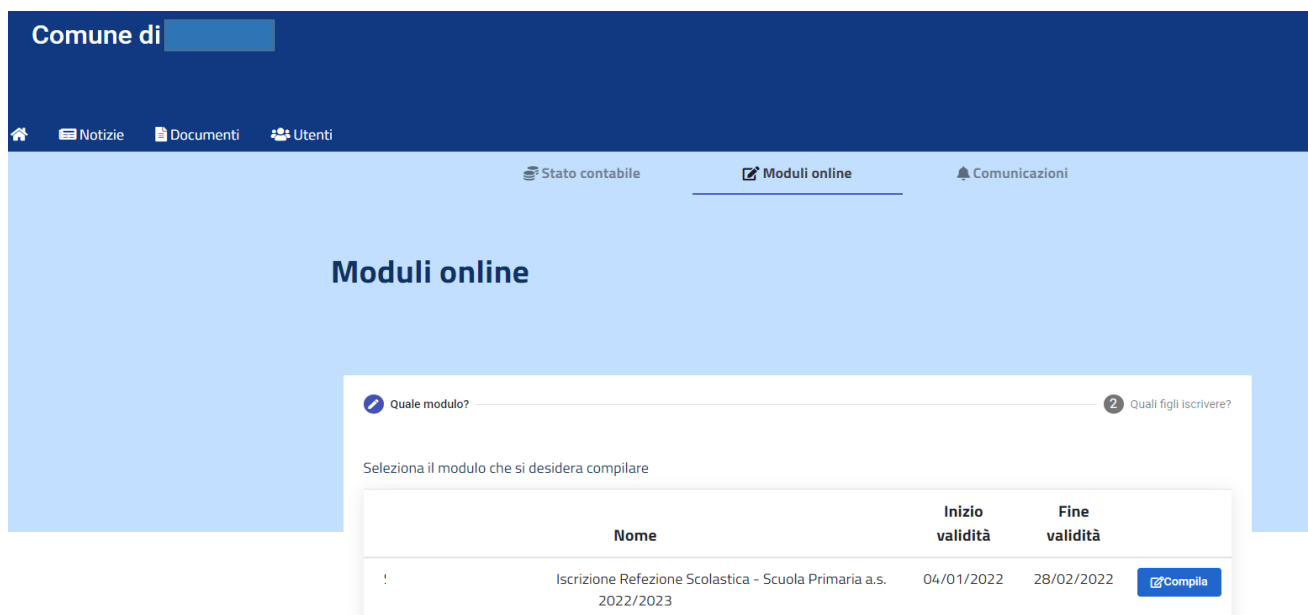 Comune di
Notizie Documenti Utenti
Stato contabile Moduli online Comunicazioni
Moduli online
Quale modulo? 2 Quali figli iscrivere?
Seleziona il modulo che si desidera compilare
Nome Inizio validità Fine validità
Iscrizione Refezione Scolastica - Scuola Primaria a.s. 04/01/2022 28/02/2022 Compila
2022/2023